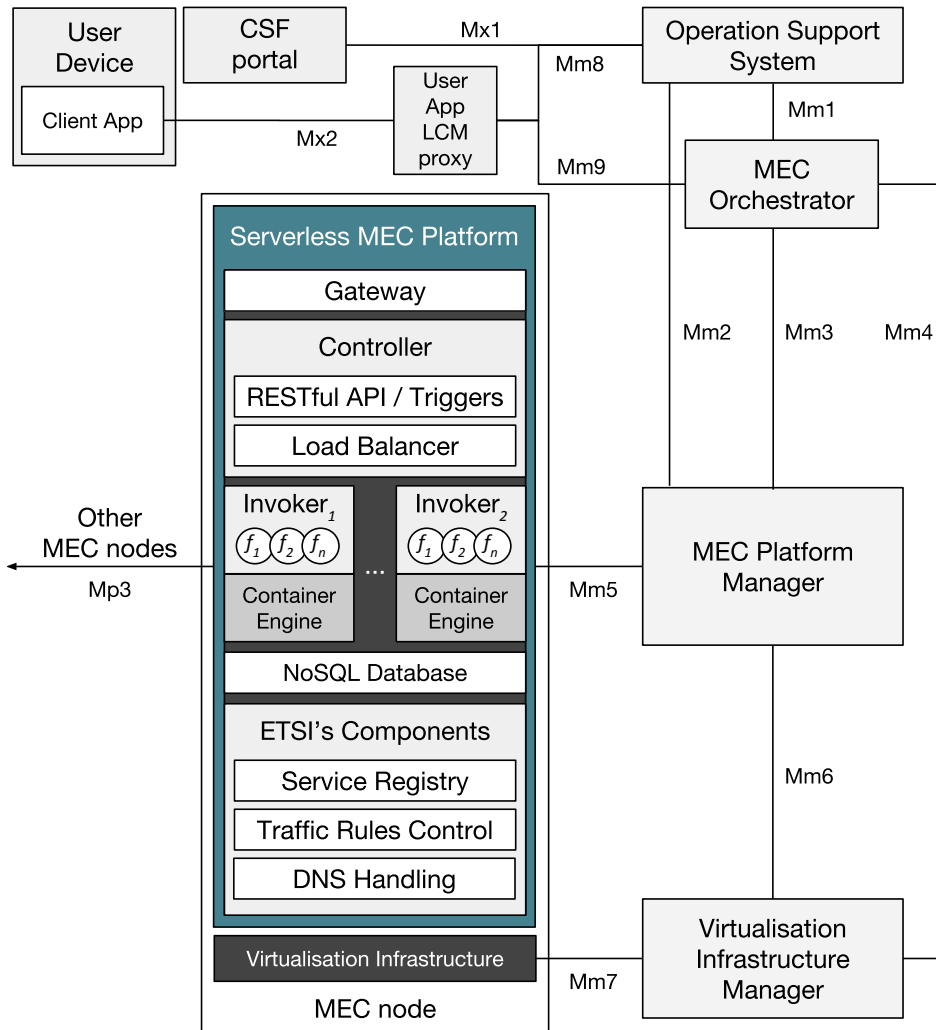 User
Device
Client App
CSF
portal
Mx1
Operation Support
System
Mm8
User
App
LCM
proxy
Mx2
Mm1
Mm9
MEC
Orchestrator
Serverless MEC Platform
Gateway
Controller
RESTful API / Triggers
Load Balancer
Mm2
Mm3
Mm4
Invoker1
f1 f2 fn
Container
Engine
...
Invoker2
f1 f2 fn
Container
Engine
Other
MEC nodes
Mp3
Mm5
MEC Platform
Manager
NoSQL Database
ETSI's Components
Service Registry
Traffic Rules Control
DNS Handling
Mm6
Virtualisation Infrastructure
MEC node
Mm7
Virtualisation
Infrastructure
Manager